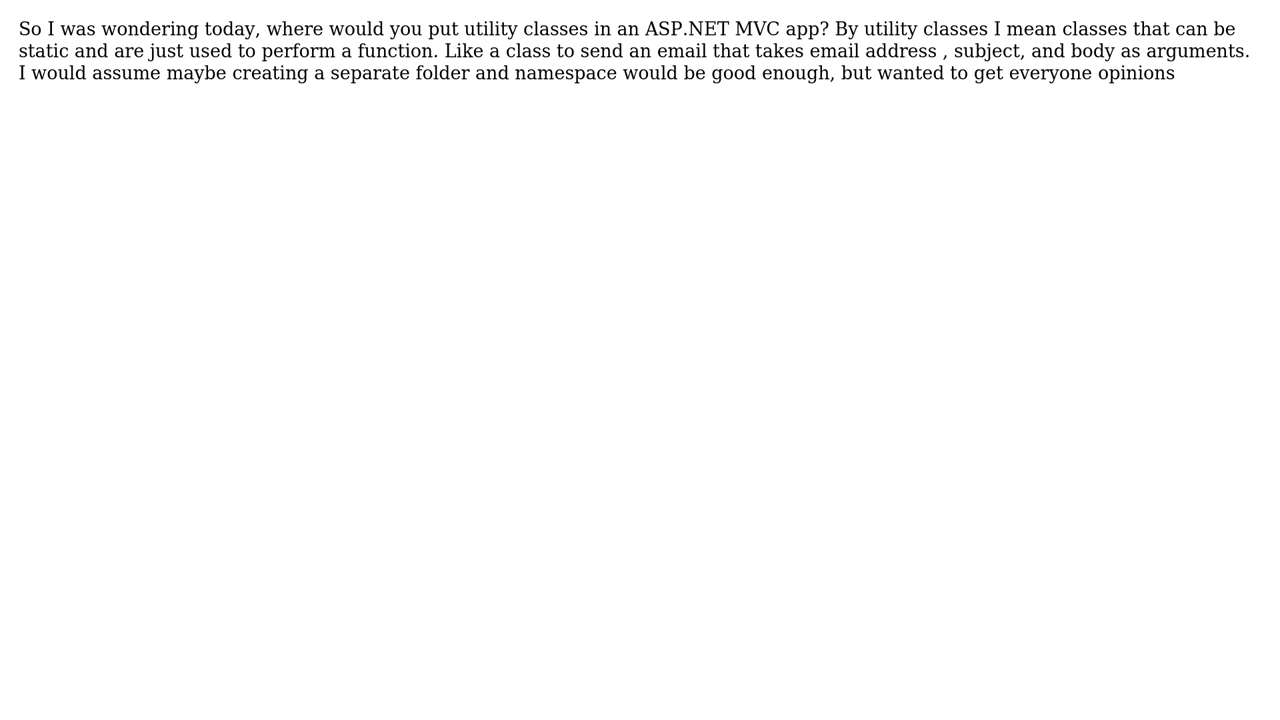 So I was wondering today, where would you put utility classes in an ASP.NET MVC app? By utility classes I mean classes that can be
static and are just used to perform a function. Like a class to send an email that takes email address , subject, and body as arguments.
I would assume maybe creating a separate folder and namespace would be good enough, but wanted to get everyone opinions